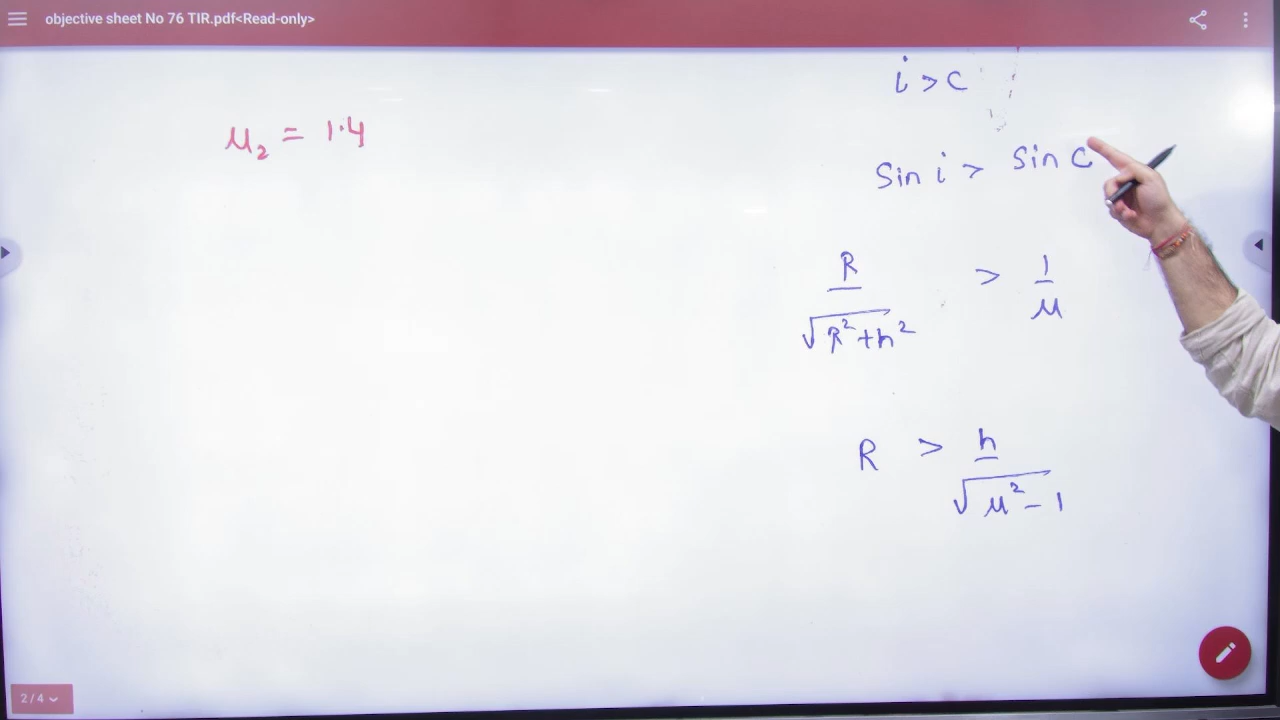 objective sheet No 76 TIR.pdf<Read-only>
i > c
μ₂ = 1.4
Sin i > Sin C
R / √R²+h² > 1 / μ
R > h / √μ²-1
2 / 4